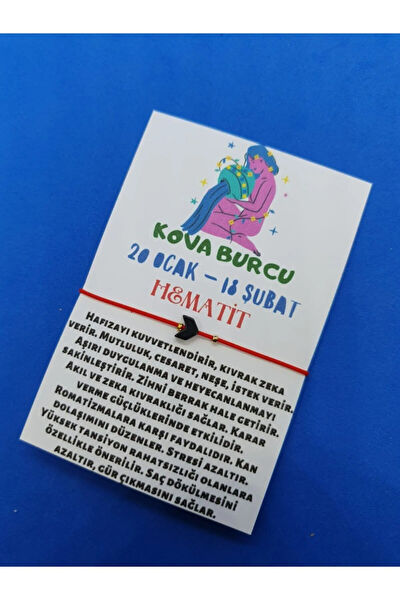 KOVA BURCU
20 OCAK – 18 ŞUBAT
HEMATİT
HAFIZAYI KUVVETLENDİRİR, KIVRAK ZEKA
VERİR. MUTLULUK, CESARET, NEŞE, İSTEK VERİR.
AŞIRI DUYGULANMA VE HEYECANLANMAYI
SAKİNLEŞTİRİR. ZİHNİ BERRAK HALE GETİRİR.
AKIL VE ZEKA KIVRAKLIĞI SAĞLAR. KARAR
VERME GÜÇLÜKLERİNDE ETKİLİDİR.
ROMATİZMALARA KARŞI FAYDALIDIR. KAN
DOLAŞIMINI DÜZENLER. STRESİ AZALTIR.
YÜKSEK TANSİYON RAHATSIZLIĞI OLANLARA
ÖZELLİKLE ÖNERİLİR. SAÇ DÖKÜLMESİNİ
AZALTIR, GÜR ÇIKMASINI SAĞLAR.